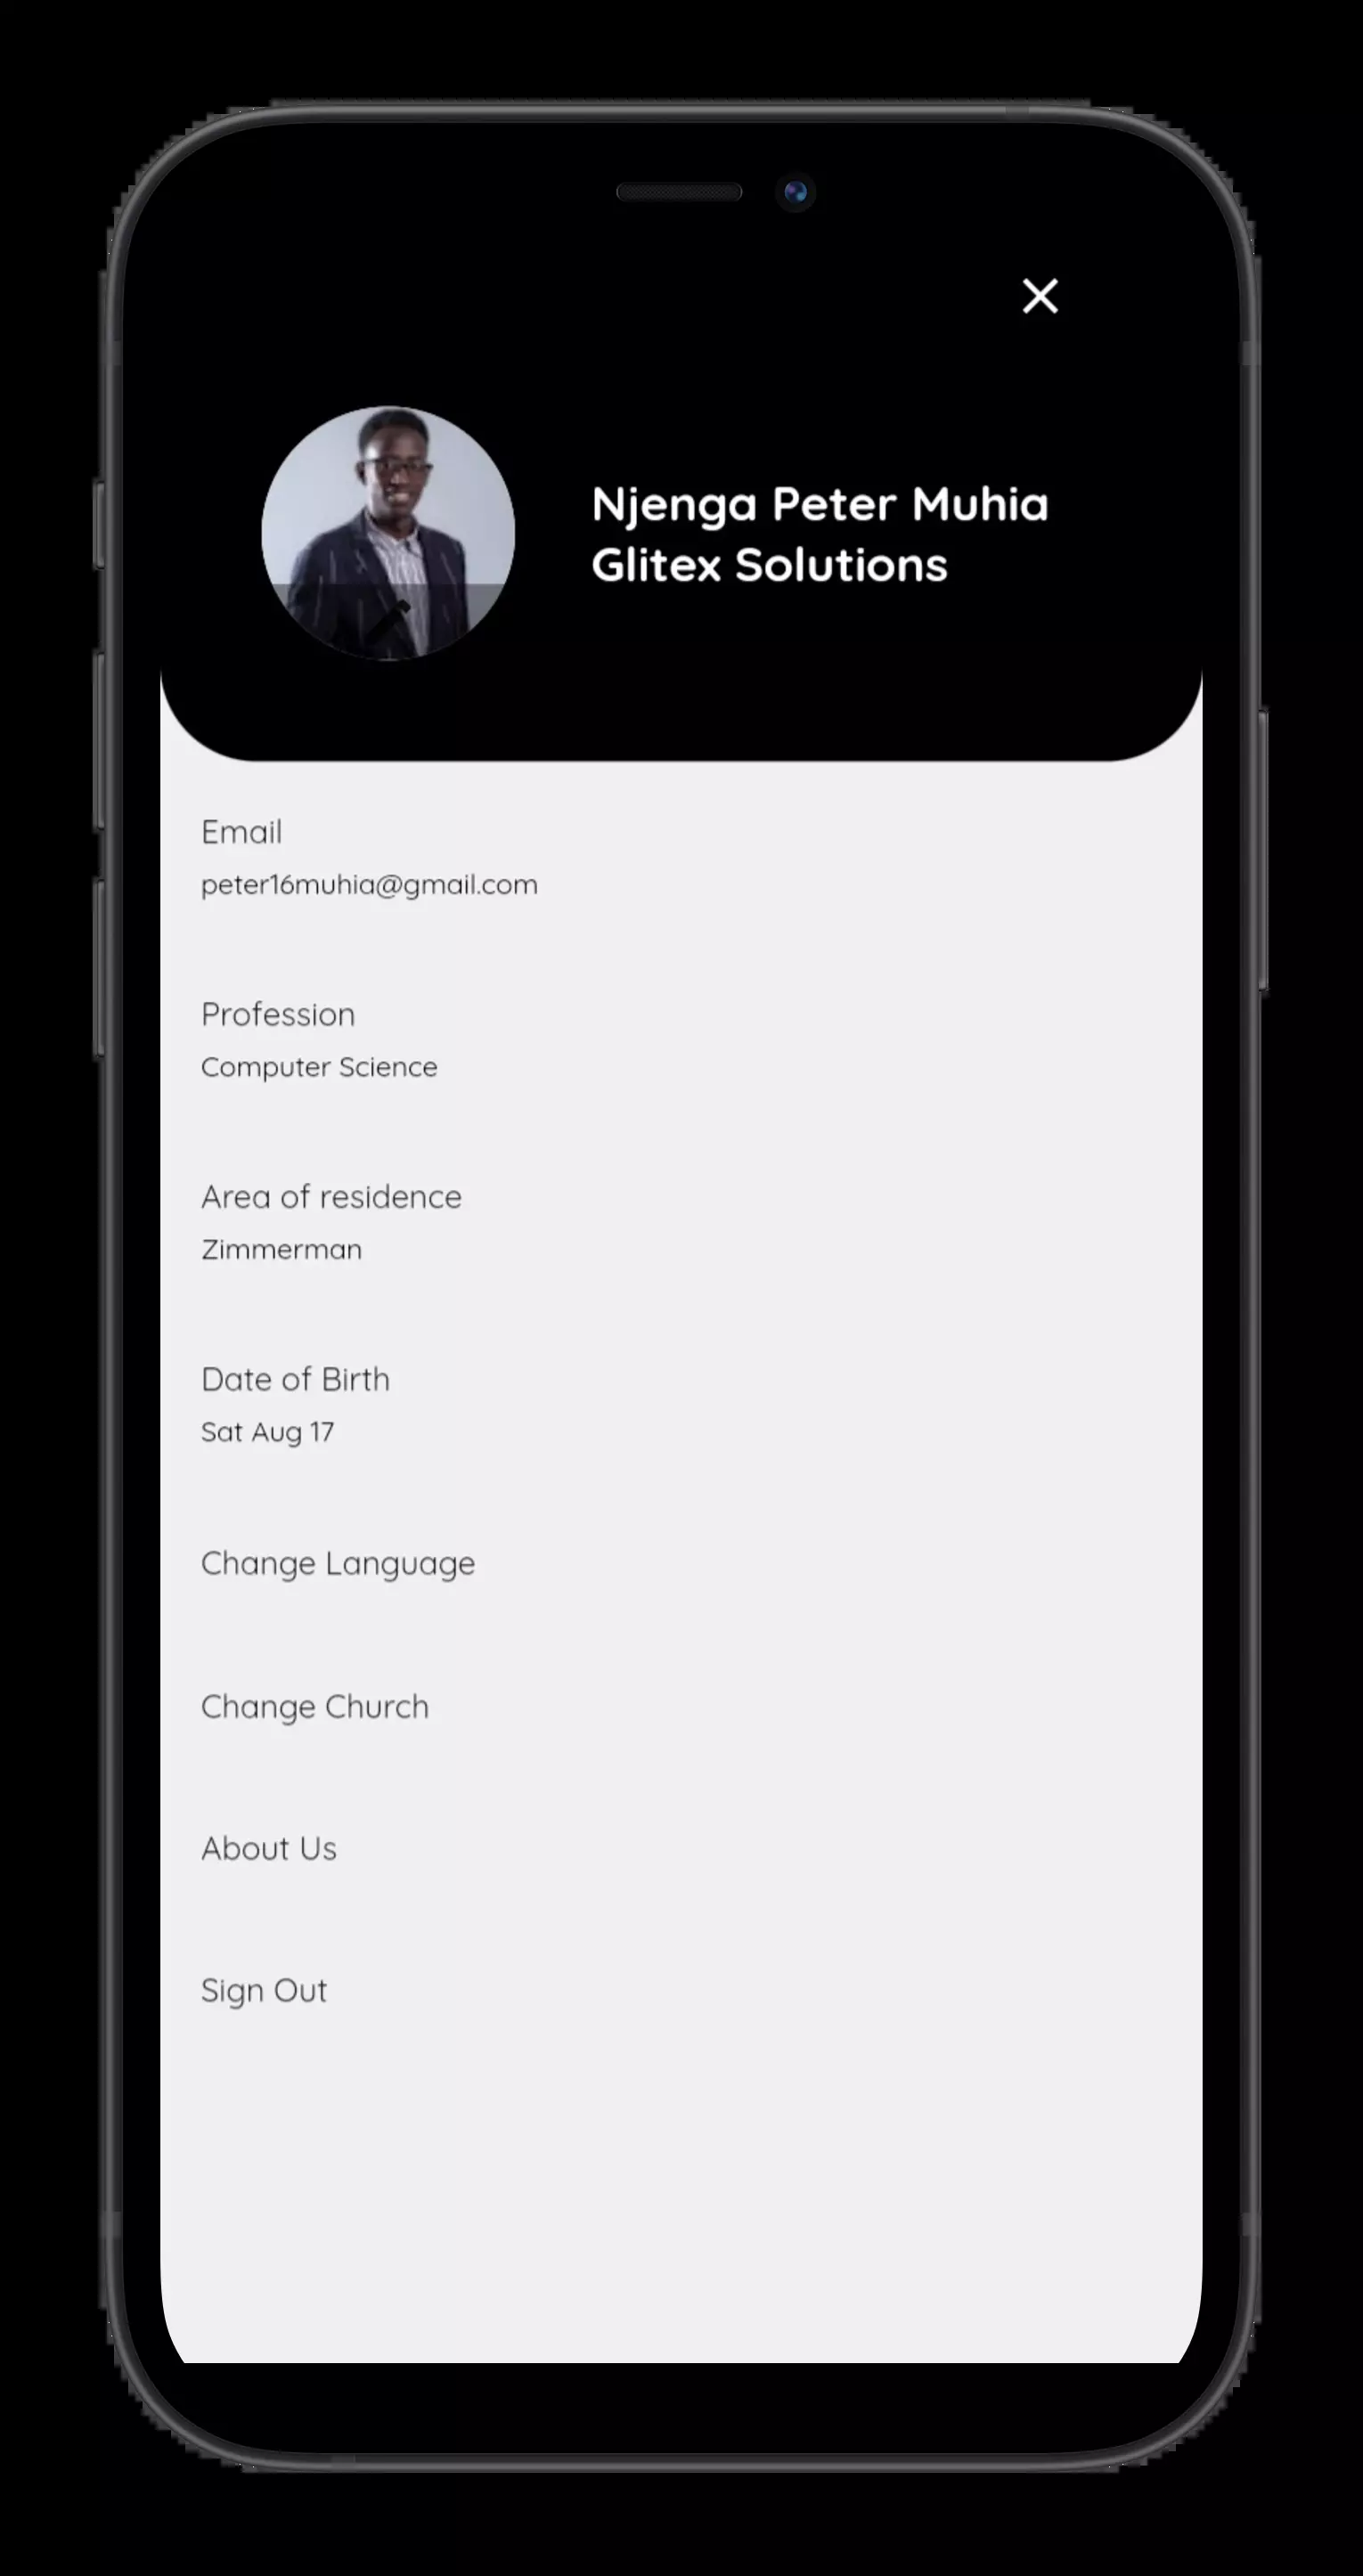 Njenga Peter Muhia
Glitex Solutions
Email
peter16muhia@gmail.com
Profession
Computer Science
Area of residence
Zimmerman
Date of Birth
Sat Aug 17
Change Language
Change Church
About Us
Sign Out